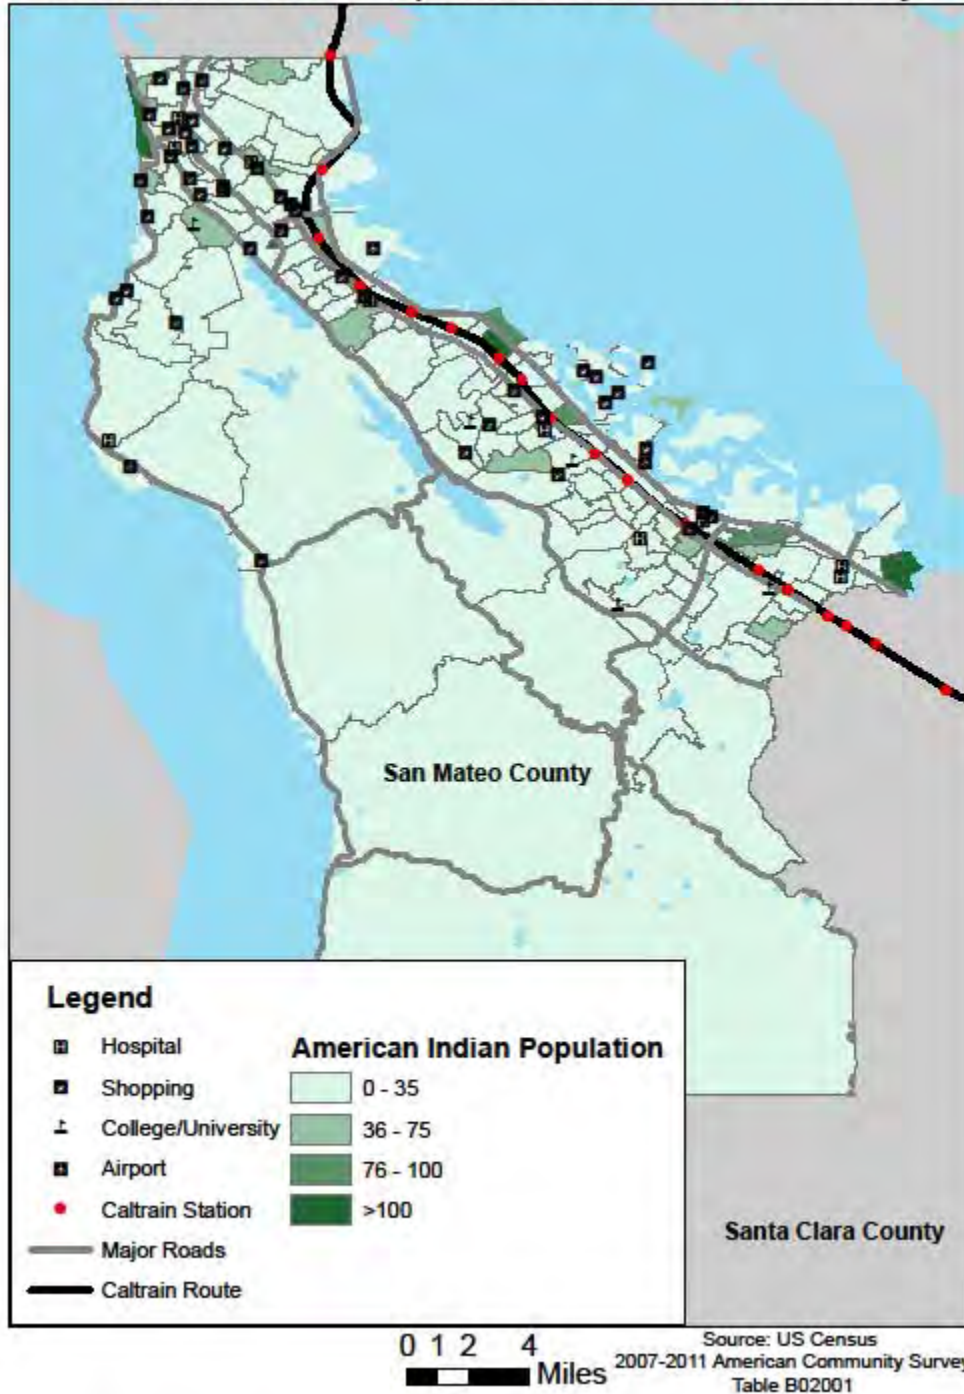 San Mateo County
Legend
Hospital
Shopping
College/University
Airport
Caltrain Station
Major Roads
Caltrain Route
American Indian Population
0 - 35
36 - 75
76 - 100
>100
Santa Clara County
0 1 2 4
Miles
Source: US Census
2007-2011 American Community Survey
Table B02001